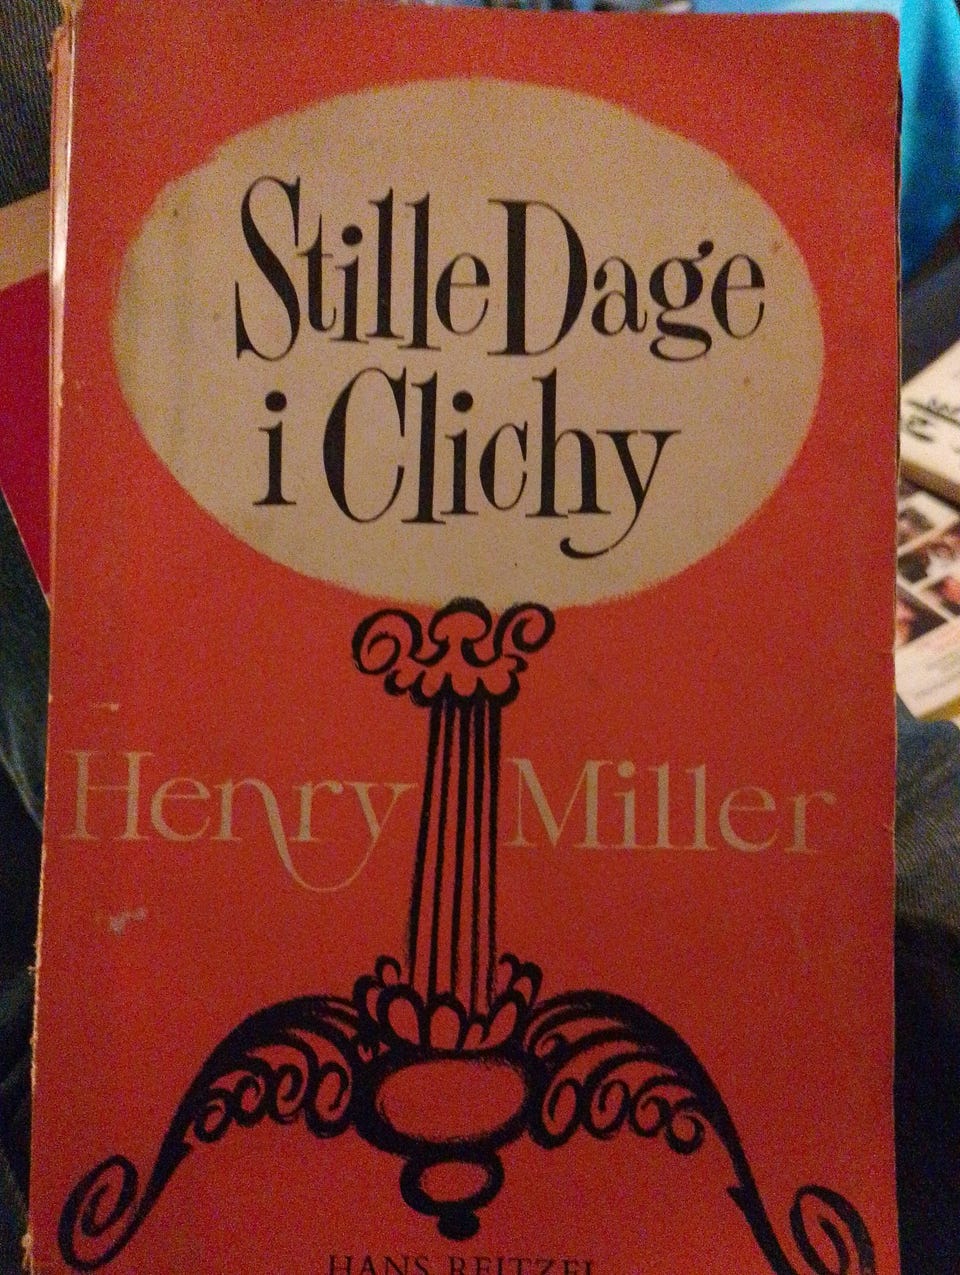 Stille Dage
i Clichy
Henry Miller
HANS REITZEL